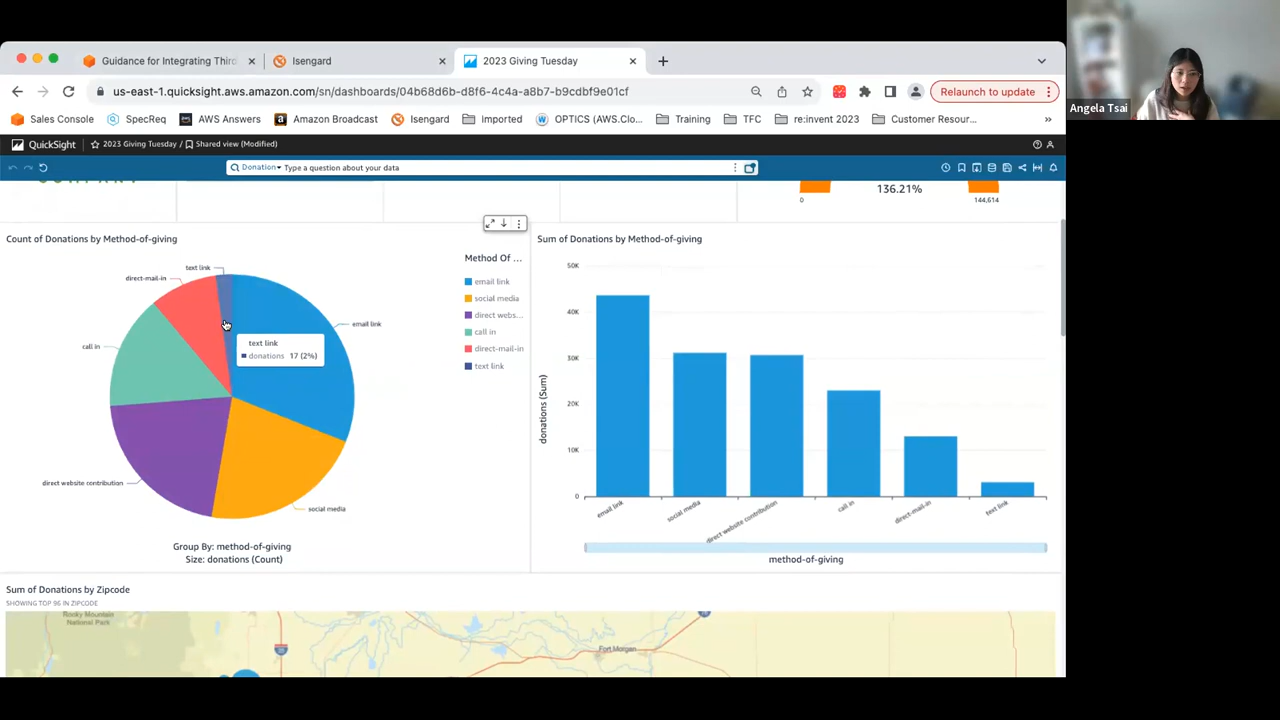 Guidance for Integrating Thir
Isengard
2023 Giving Tuesday
us-east-1.quicksight.aws.amazon.com/sn/dashboards/04b68d6b-d8f6-4c4a-a8b7-b9cdbf9e01cf
Relaunch to update
Angela Tsai
Sales Console
SpecReq
AWS Answers
Amazon Broadcast
Isengard
Imported
OPTICS (AWS.Clo...
Training
TFC
re:invent 2023
Customer Resour...
»
QuickSight
2023 Giving Tuesday / Shared view (Modified)
Donation Type a question about your data
136.21%
0
144,614
Count of Donations by Method-of-giving
text link
direct-mail-in
email link
call in
direct website contribution
social media
text link
donations 17 (2%)
Method Of ...
email link
social media
direct webs...
call in
direct-mail-in
text link
Group By: method-of-giving
Size: donations (Count)
Sum of Donations by Method-of-giving
50K
40K
30K
20K
10K
0
donations (Sum)
email link
social media
direct website contribution
call in
direct-mail-in
text link
method-of-giving
Sum of Donations by Zipcode
SHOWING TOP 96 IN ZIPCODE
Rocky Mountain
National Park
Fort Morgan